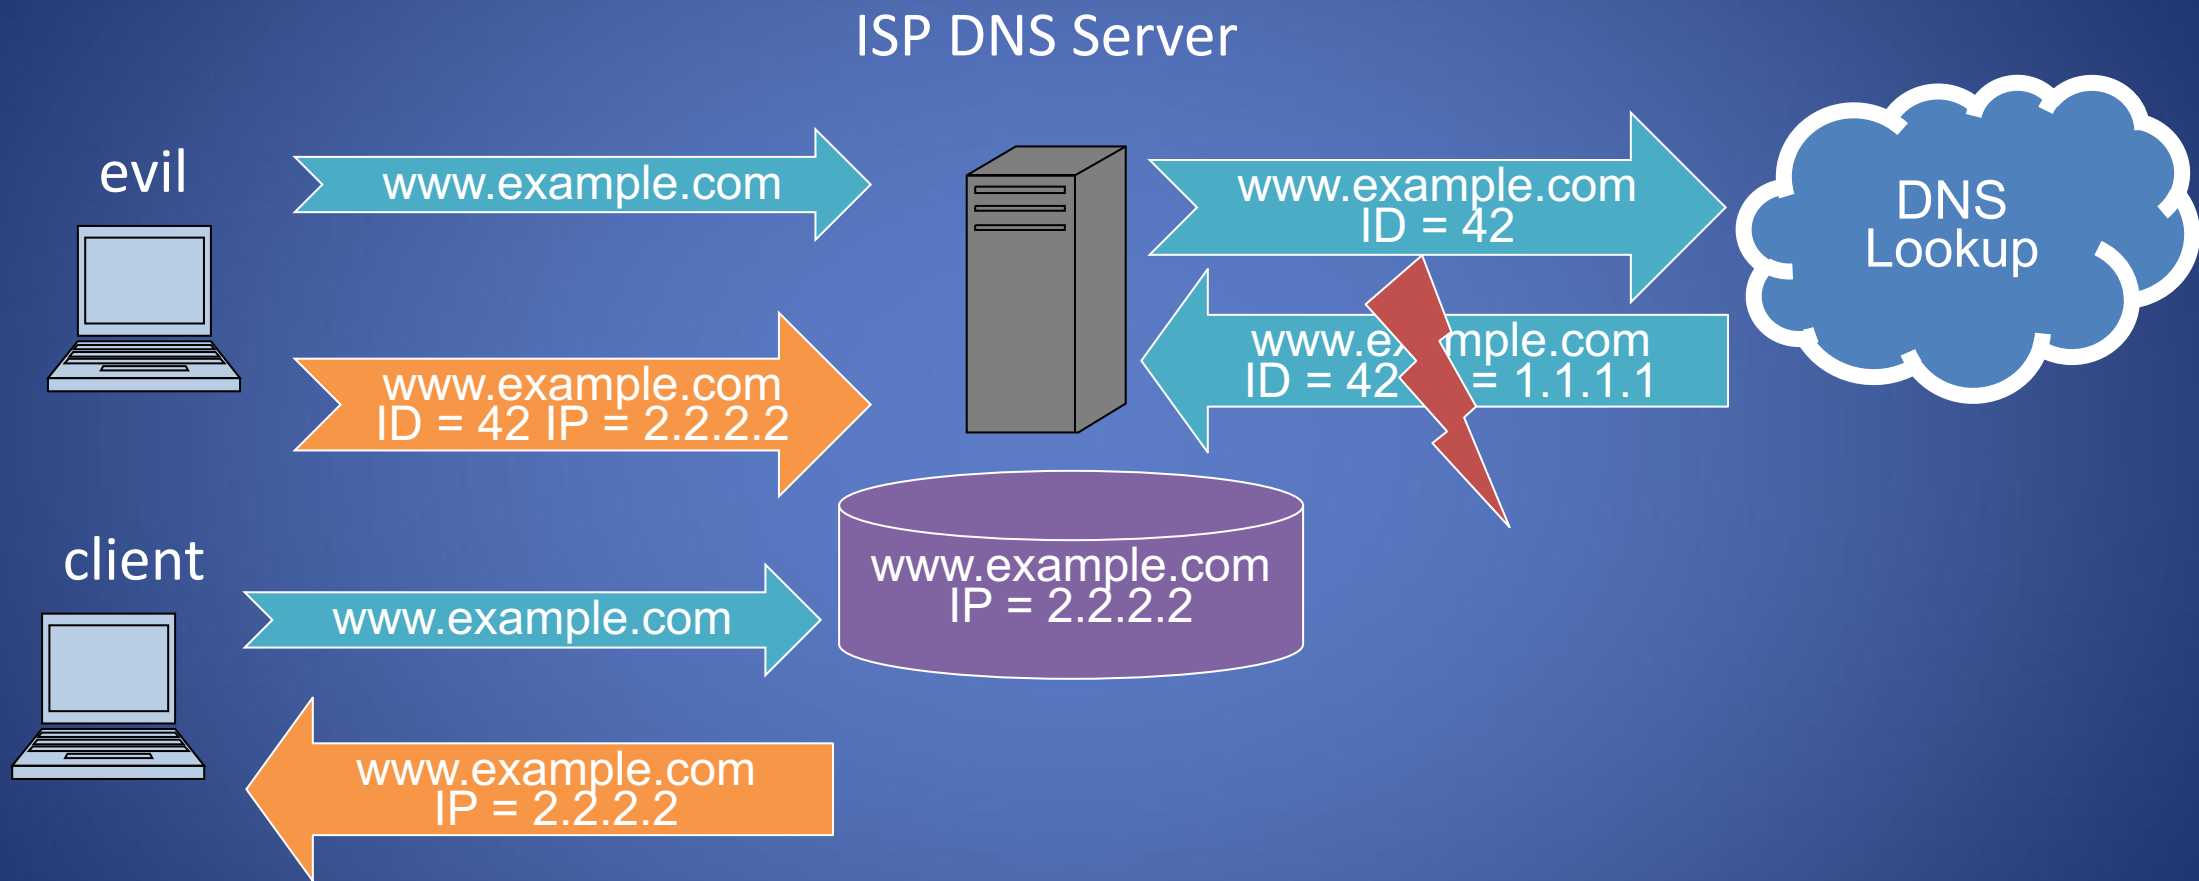 ISP DNS Server
evil
www.example.com
www.example.com
ID = 42
DNS
Lookup
www.example.com
ID = 42 IP = 2.2.2.2
www.ex mple.com
ID = 42 = 1.1.1.1
client
www.example.com
www.example.com
IP = 2.2.2.2
www.example.com
IP = 2.2.2.2